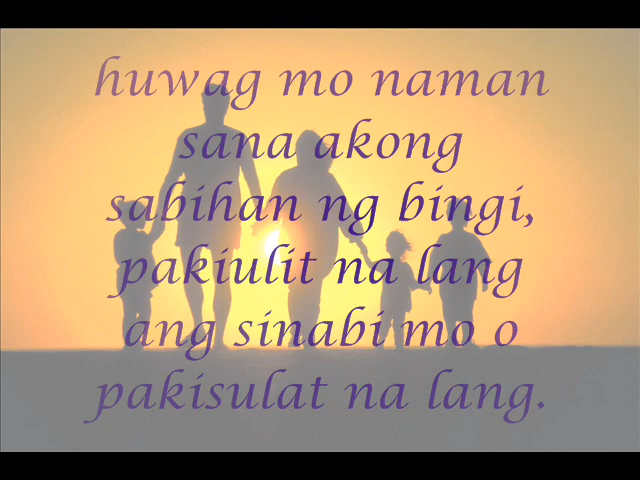 huwag mo naman
sana akong
sabihan ng bingi,
pakiulit na lang
ang sinabi mo o
pakisulat na lang.